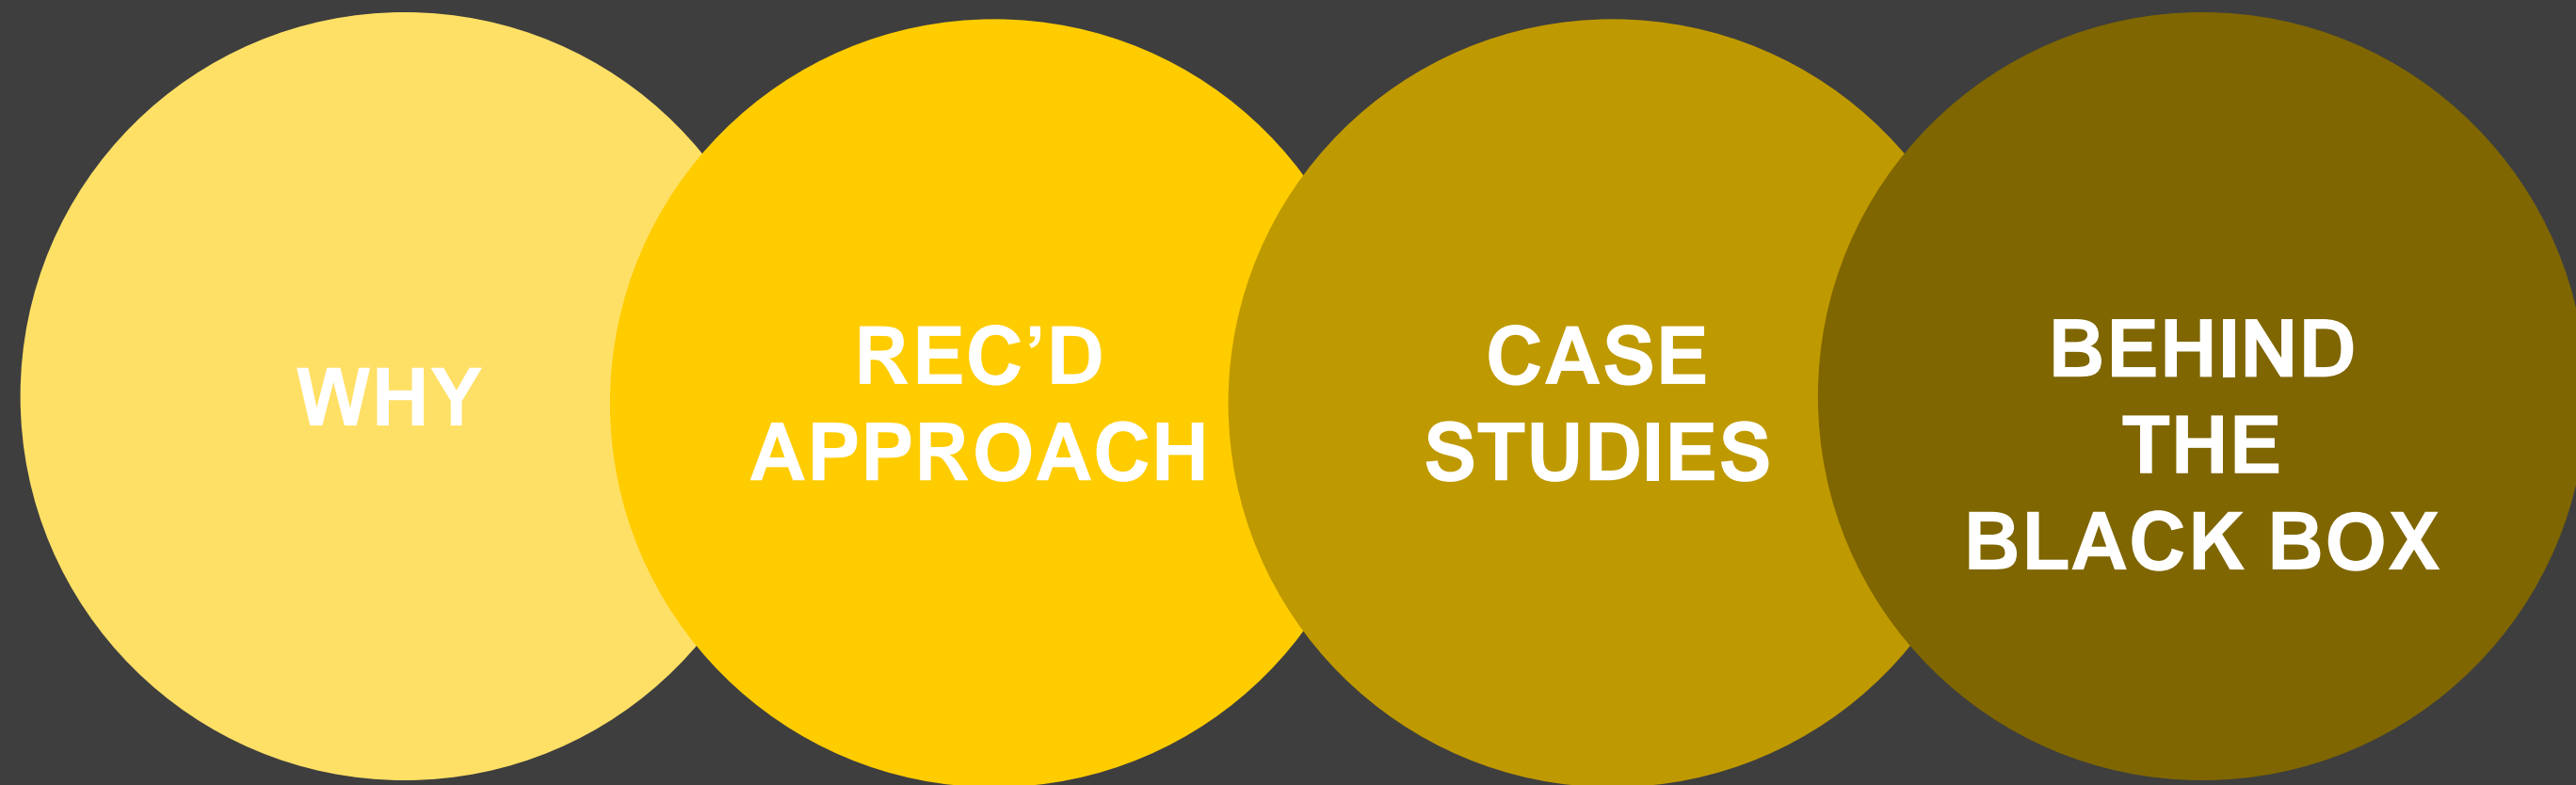 WHY
REC’D
APPROACH
CASE
STUDIES
BEHIND
THE
BLACK BOX